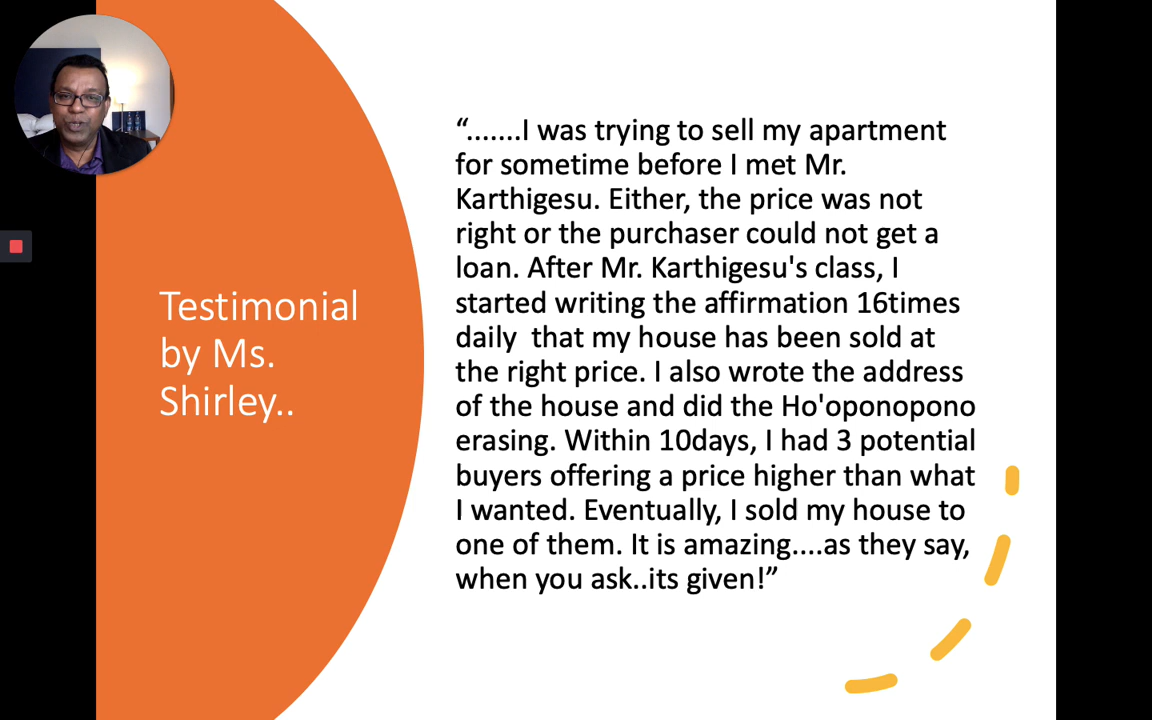 Testimonial
by Ms.
Shirley..
“.......I was trying to sell my apartment
for sometime before I met Mr.
Karthigesu. Either, the price was not
right or the purchaser could not get a
loan. After Mr. Karthigesu's class, I
started writing the affirmation 16times
daily  that my house has been sold at
the right price. I also wrote the address
of the house and did the Ho'oponopono
erasing. Within 10days, I had 3 potential
buyers offering a price higher than what
I wanted. Eventually, I sold my house to
one of them. It is amazing....as they say,
when you ask..its given!”